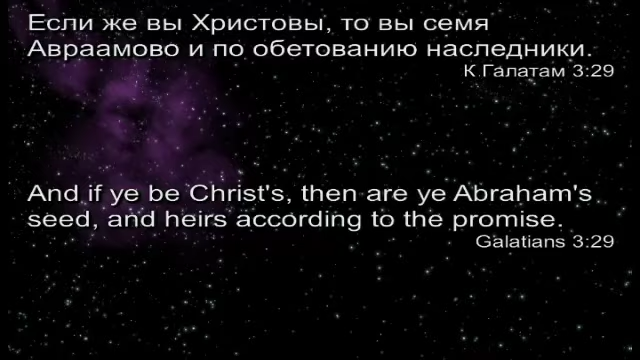 Если же вы Христовы, то вы семя
Авраамово и по обетованию наследники.
К Галатам 3:29
And if ye be Christ's, then are ye Abraham's
seed, and heirs according to the promise.
Galatians 3:29